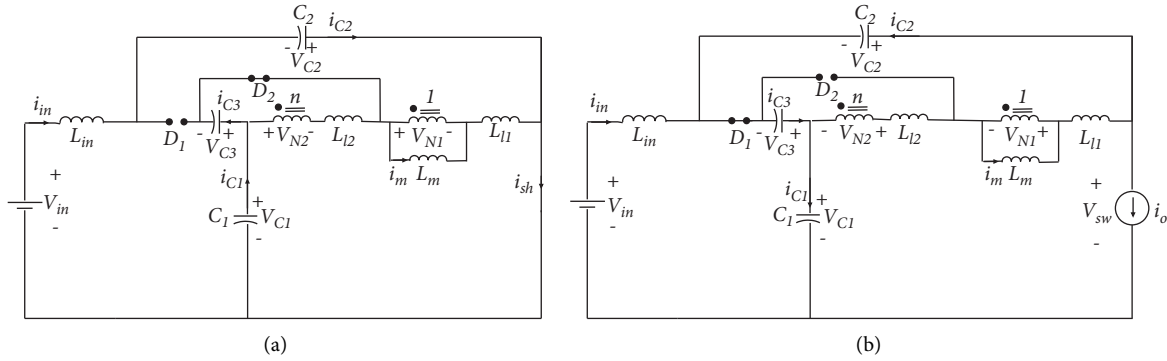 C2
iC2
- +
VC2
D2
iin
iC3
n
1
Lin
D1
- +
VC3
+ VN2 -
Ll2
+ VN1 -
Ll1
im Lm
iC1
ish
+
Vin
-
C1
+
VC1
-
(a)
C2
iC2
- +
VC2
D2
iin
iC3
n
1
Lin
D1
- +
VC3
- VN2 +
Ll2
- VN1 +
Ll1
im Lm
iC1
+
Vin
-
C1
+
VC1
-
+
Vsw
-
io
(b)